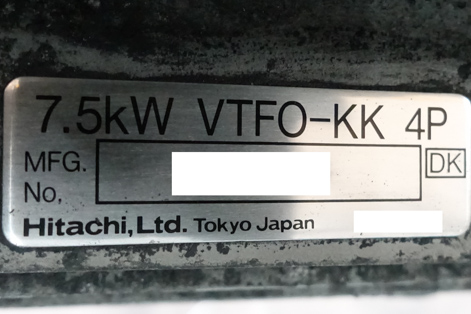 7.5kW VTFO-KK 4P
MFG. No. DK
Hitachi, Ltd. Tokyo Japan